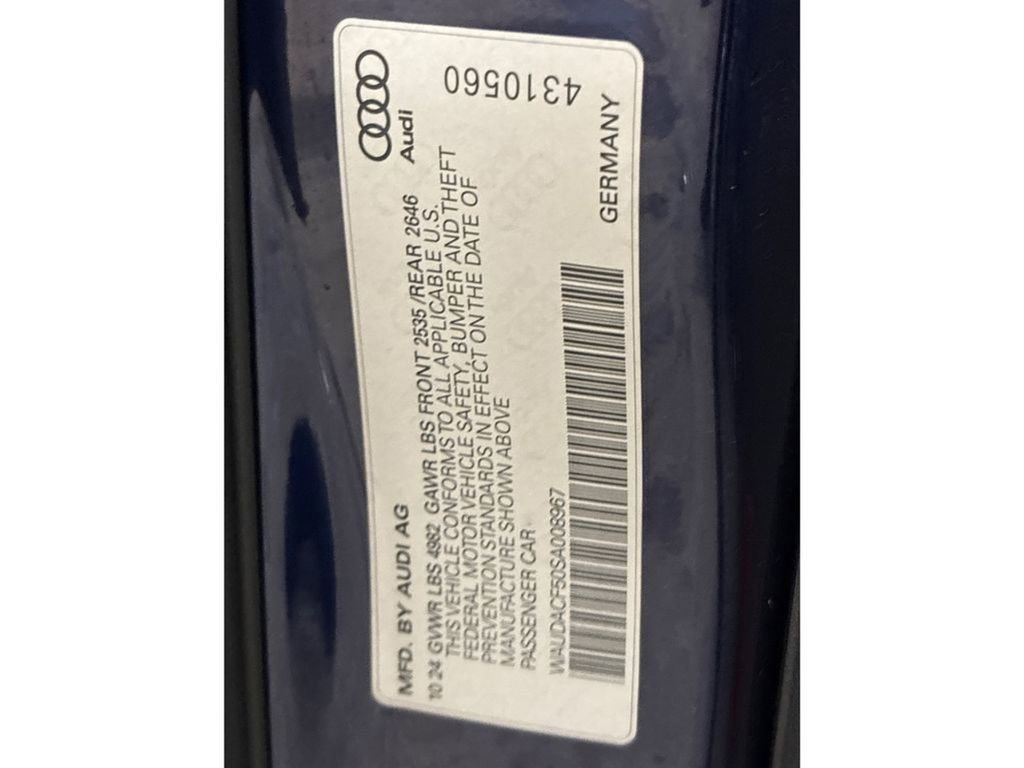 MFD. BY AUDI AG
Audi
10 24 GVWR LBS 4982 GAWR LBS FRONT 2535 /REAR 2646
THIS VEHICLE CONFORMS TO ALL APPLICABLE U.S.
FEDERAL MOTOR VEHICLE SAFETY, BUMPER AND THEFT
PREVENTION STANDARDS IN EFFECT ON THE DATE OF
MANUFACTURE SHOWN ABOVE
PASSENGER CAR
WAUDACF50SA008967
GERMANY
4310560